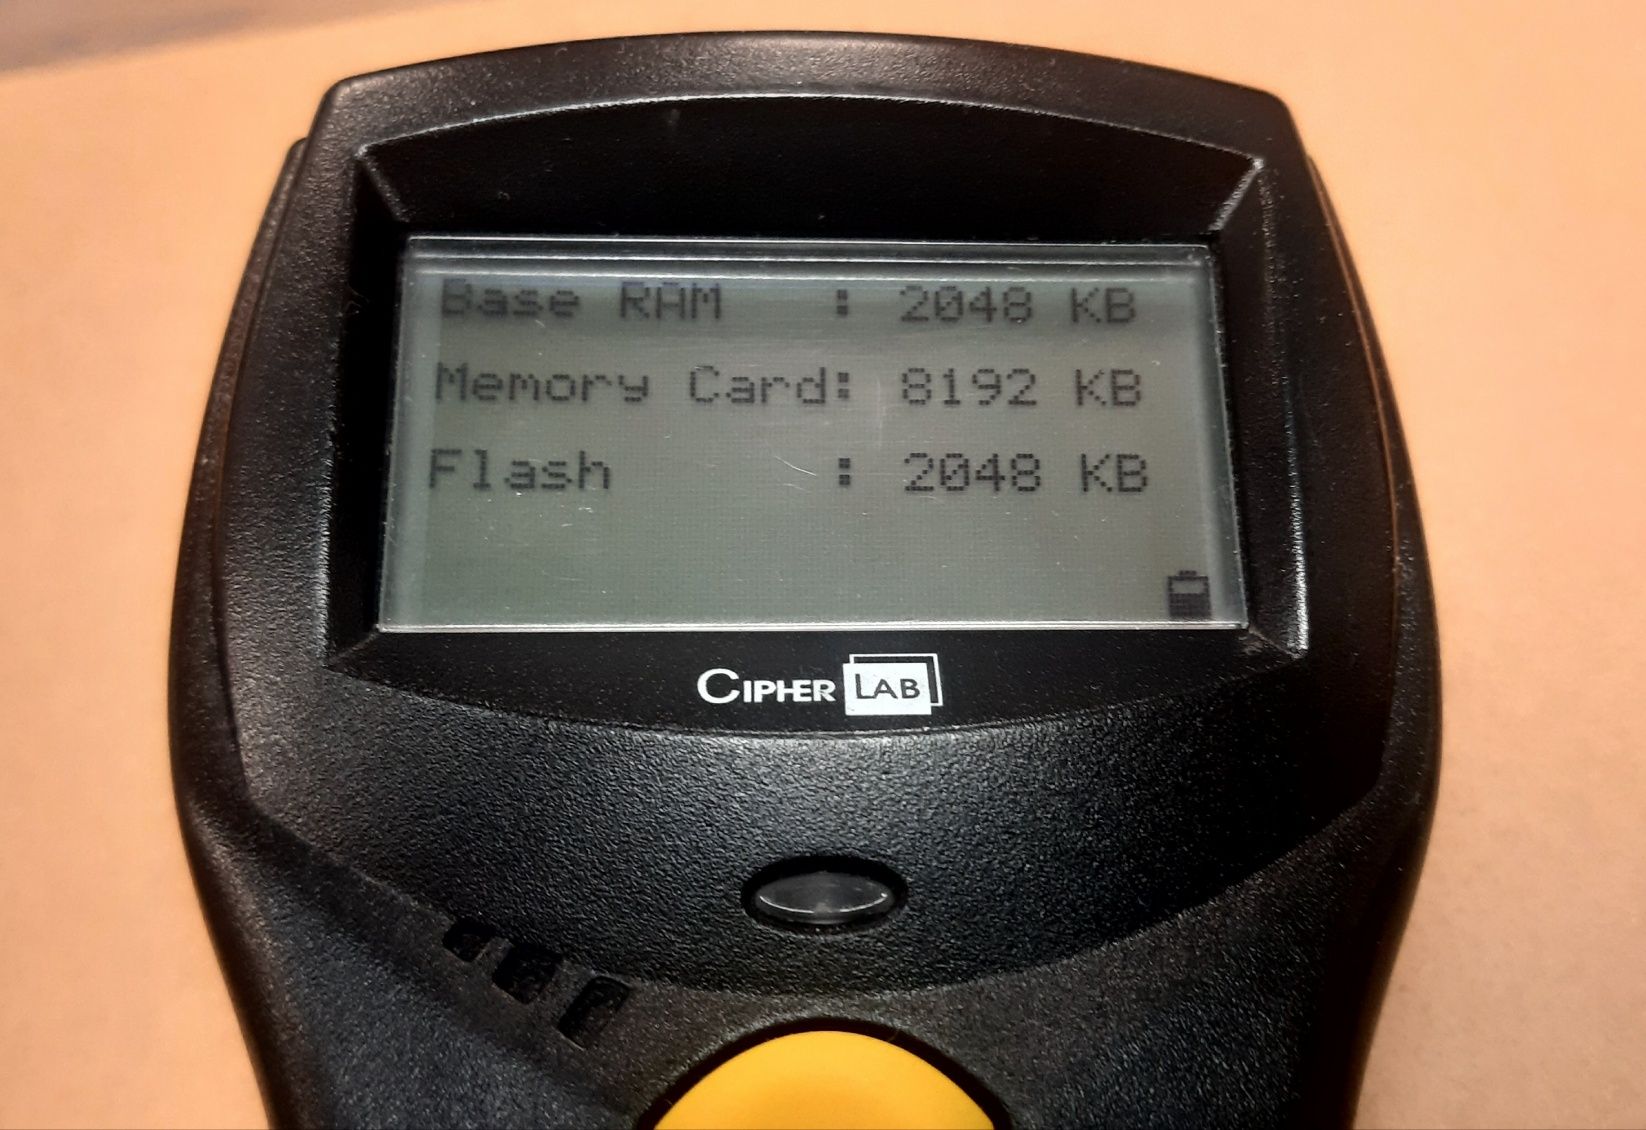 Base RAM : 2048 KB
Memory Card: 8192 KB
Flash : 2048 KB
CIPHER LAB